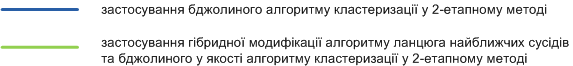 застосування бджолиного алгоритму кластеризації у 2-етапному методі
застосування гібридної модифікації алгоритму ланцюга найближчих сусідів
та бджолиного у якості алгоритму кластеризації у 2-етапному методі